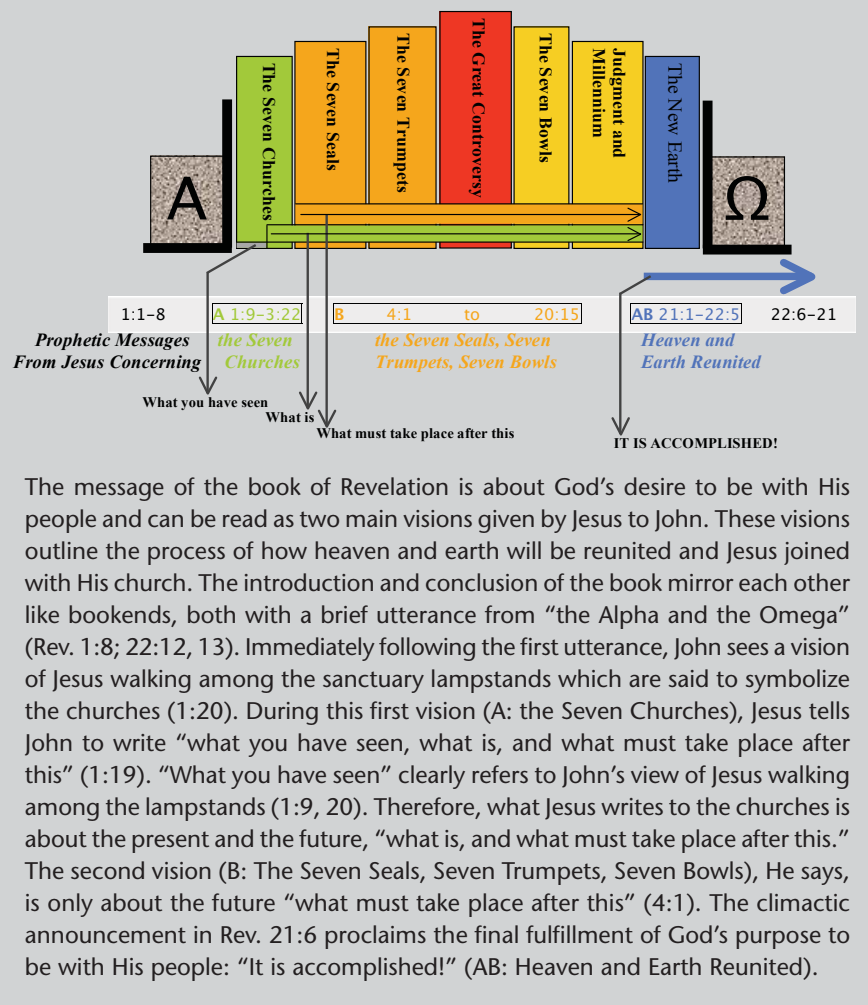 The Seven Churches
The Seven Seals
The Seven Trumpets
The Great Controversy
The Seven Bowls
Judgment and
Millennium
The New Earth
Α
Ω
1:1–8
A 1:9–3:22
B 4:1 to 20:15
AB 21:1–22:5
22:6–21
Prophetic Messages
From Jesus Concerning
the Seven
Churches
the Seven Seals, Seven
Trumpets, Seven Bowls
Heaven and
Earth Reunited
What you have seen
What is
What must take place after this
IT IS ACCOMPLISHED!
The message of the book of Revelation is about God’s desire to be with His
people and can be read as two main visions given by Jesus to John. These visions
outline the process of how heaven and earth will be reunited and Jesus joined
with His church. The introduction and conclusion of the book mirror each other
like bookends, both with a brief utterance from “the Alpha and the Omega”
(Rev. 1:8; 22:12, 13). Immediately following the first utterance, John sees a vision
of Jesus walking among the sanctuary lampstands which are said to symbolize
the churches (1:20). During this first vision (A: the Seven Churches), Jesus tells
John to write “what you have seen, what is, and what must take place after
this” (1:19). “What you have seen” clearly refers to John’s view of Jesus walking
among the lampstands (1:9, 20). Therefore, what Jesus writes to the churches is
about the present and the future, “what is, and what must take place after this.”
The second vision (B: The Seven Seals, Seven Trumpets, Seven Bowls), He says,
is only about the future “what must take place after this” (4:1). The climactic
announcement in Rev. 21:6 proclaims the final fulfillment of God’s purpose to
be with His people: “It is accomplished!” (AB: Heaven and Earth Reunited).